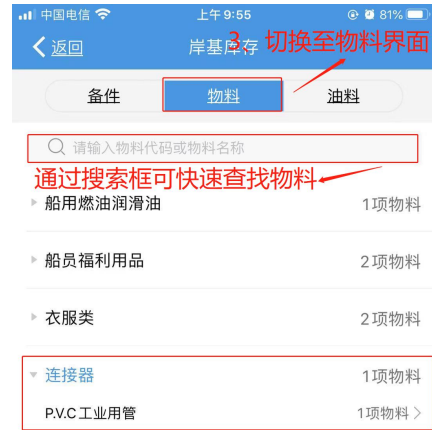 中国电信 上午9:55 81%
返回 岸基库存
3、切换至物料界面
备件 物料 油料
请输入物料代码或物料名称
通过搜索框可快速查找物料
船用燃油润滑油 1项物料
船员福利用品 2项物料
衣服类 2项物料
连接器 1项物料
P.V.C工业用管 1项物料